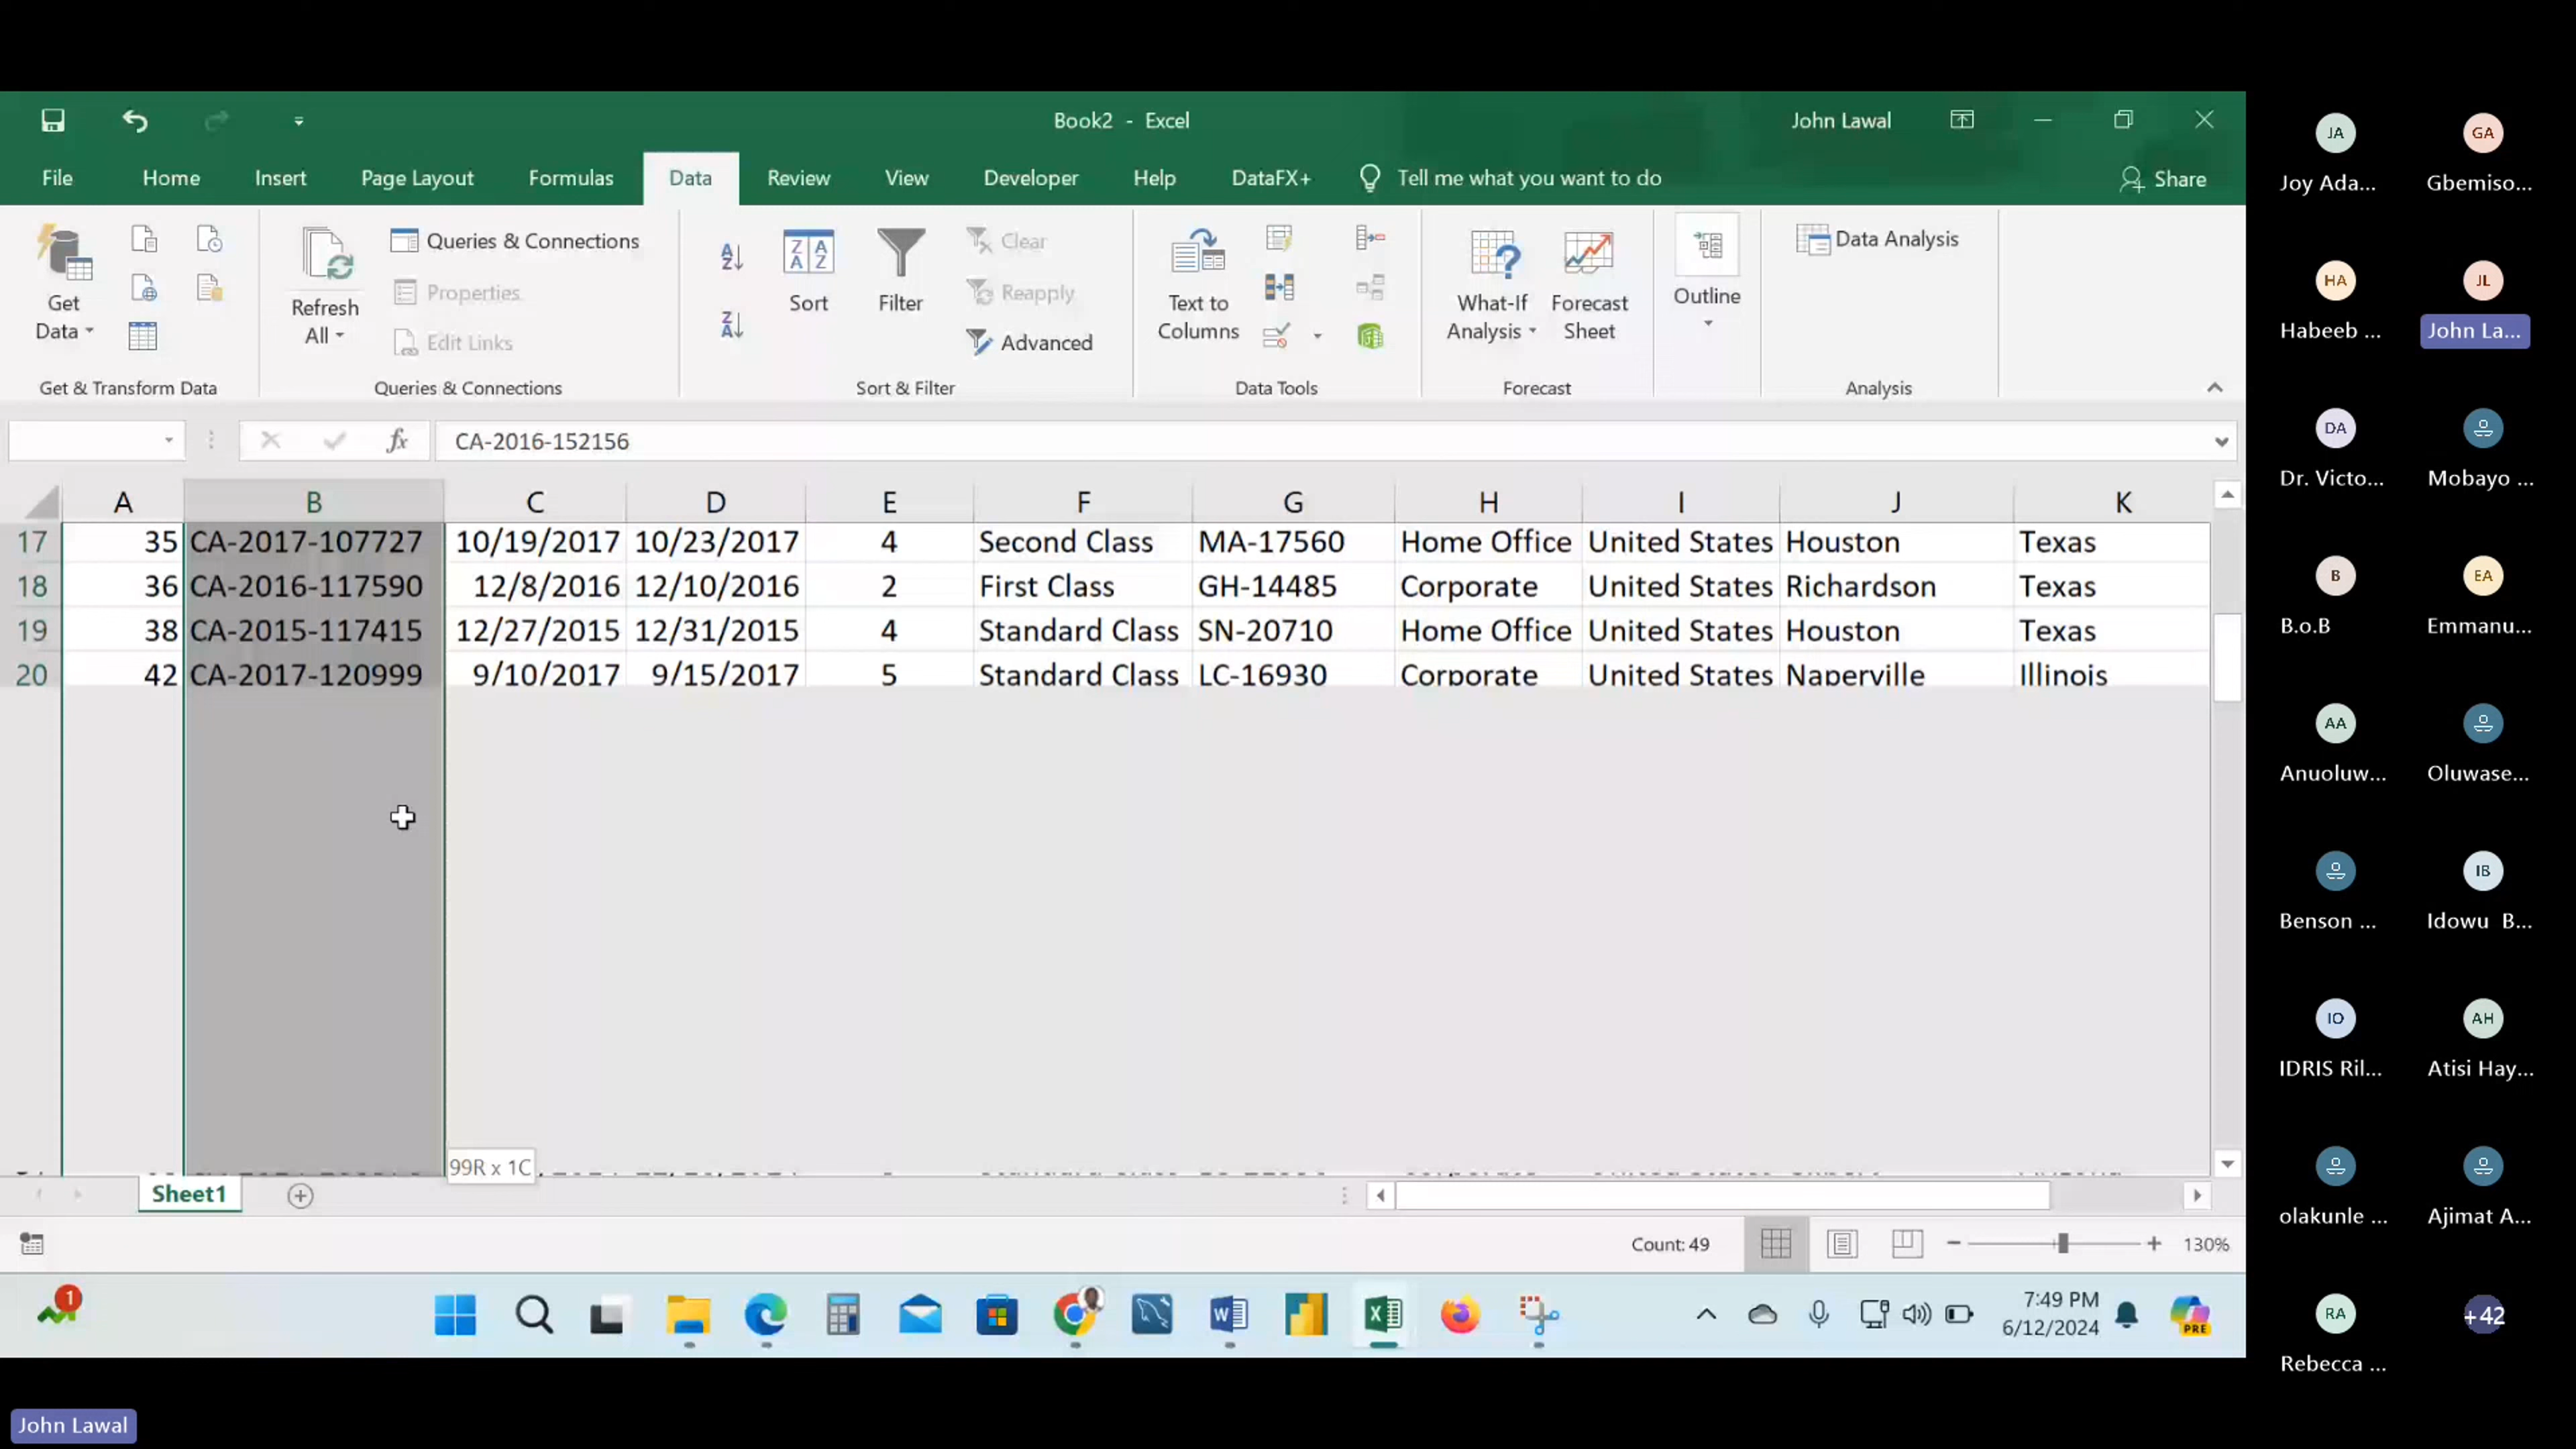 Book2 - Excel
John Lawal
File Home Insert Page Layout Formulas Data Review View Developer Help DataFX+ Tell me what you want to do Share
Get Data
Refresh All
Queries & Connections
Properties
Edit Links
Sort
Filter
Clear
Reapply
Advanced
Text to Columns
What-If Analysis
Forecast Sheet
Outline
Data Analysis
Get & Transform Data Queries & Connections Sort & Filter Data Tools Forecast Analysis
fx CA-2016-152156
A B C D E F G H I J K
17 35 CA-2017-107727 10/19/2017 10/23/2017 4 Second Class MA-17560 Home Office United States Houston Texas
18 36 CA-2016-117590 12/8/2016 12/10/2016 2 First Class GH-14485 Corporate United States Richardson Texas
19 38 CA-2015-117415 12/27/2015 12/31/2015 4 Standard Class SN-20710 Home Office United States Houston Texas
20 42 CA-2017-120999 9/10/2017 9/15/2017 5 Standard Class LC-16930 Corporate United States Naperville Illinois
99R x 1C
Sheet1
Count: 49
130%
1
7:49 PM
6/12/2024
PRE
John Lawal
JA GA
Joy Ada... Gbemiso...
HA JL
Habeeb ... John La...
DA
Dr. Victo... Mobayo ...
B EA
B.o.B Emmanu...
AA
Anuoluw... Oluwase...
IB
Benson ... Idowu B...
IO AH
IDRIS Ril... Atisi Hay...
olakunle ... Ajimat A...
RA +42
Rebecca ...